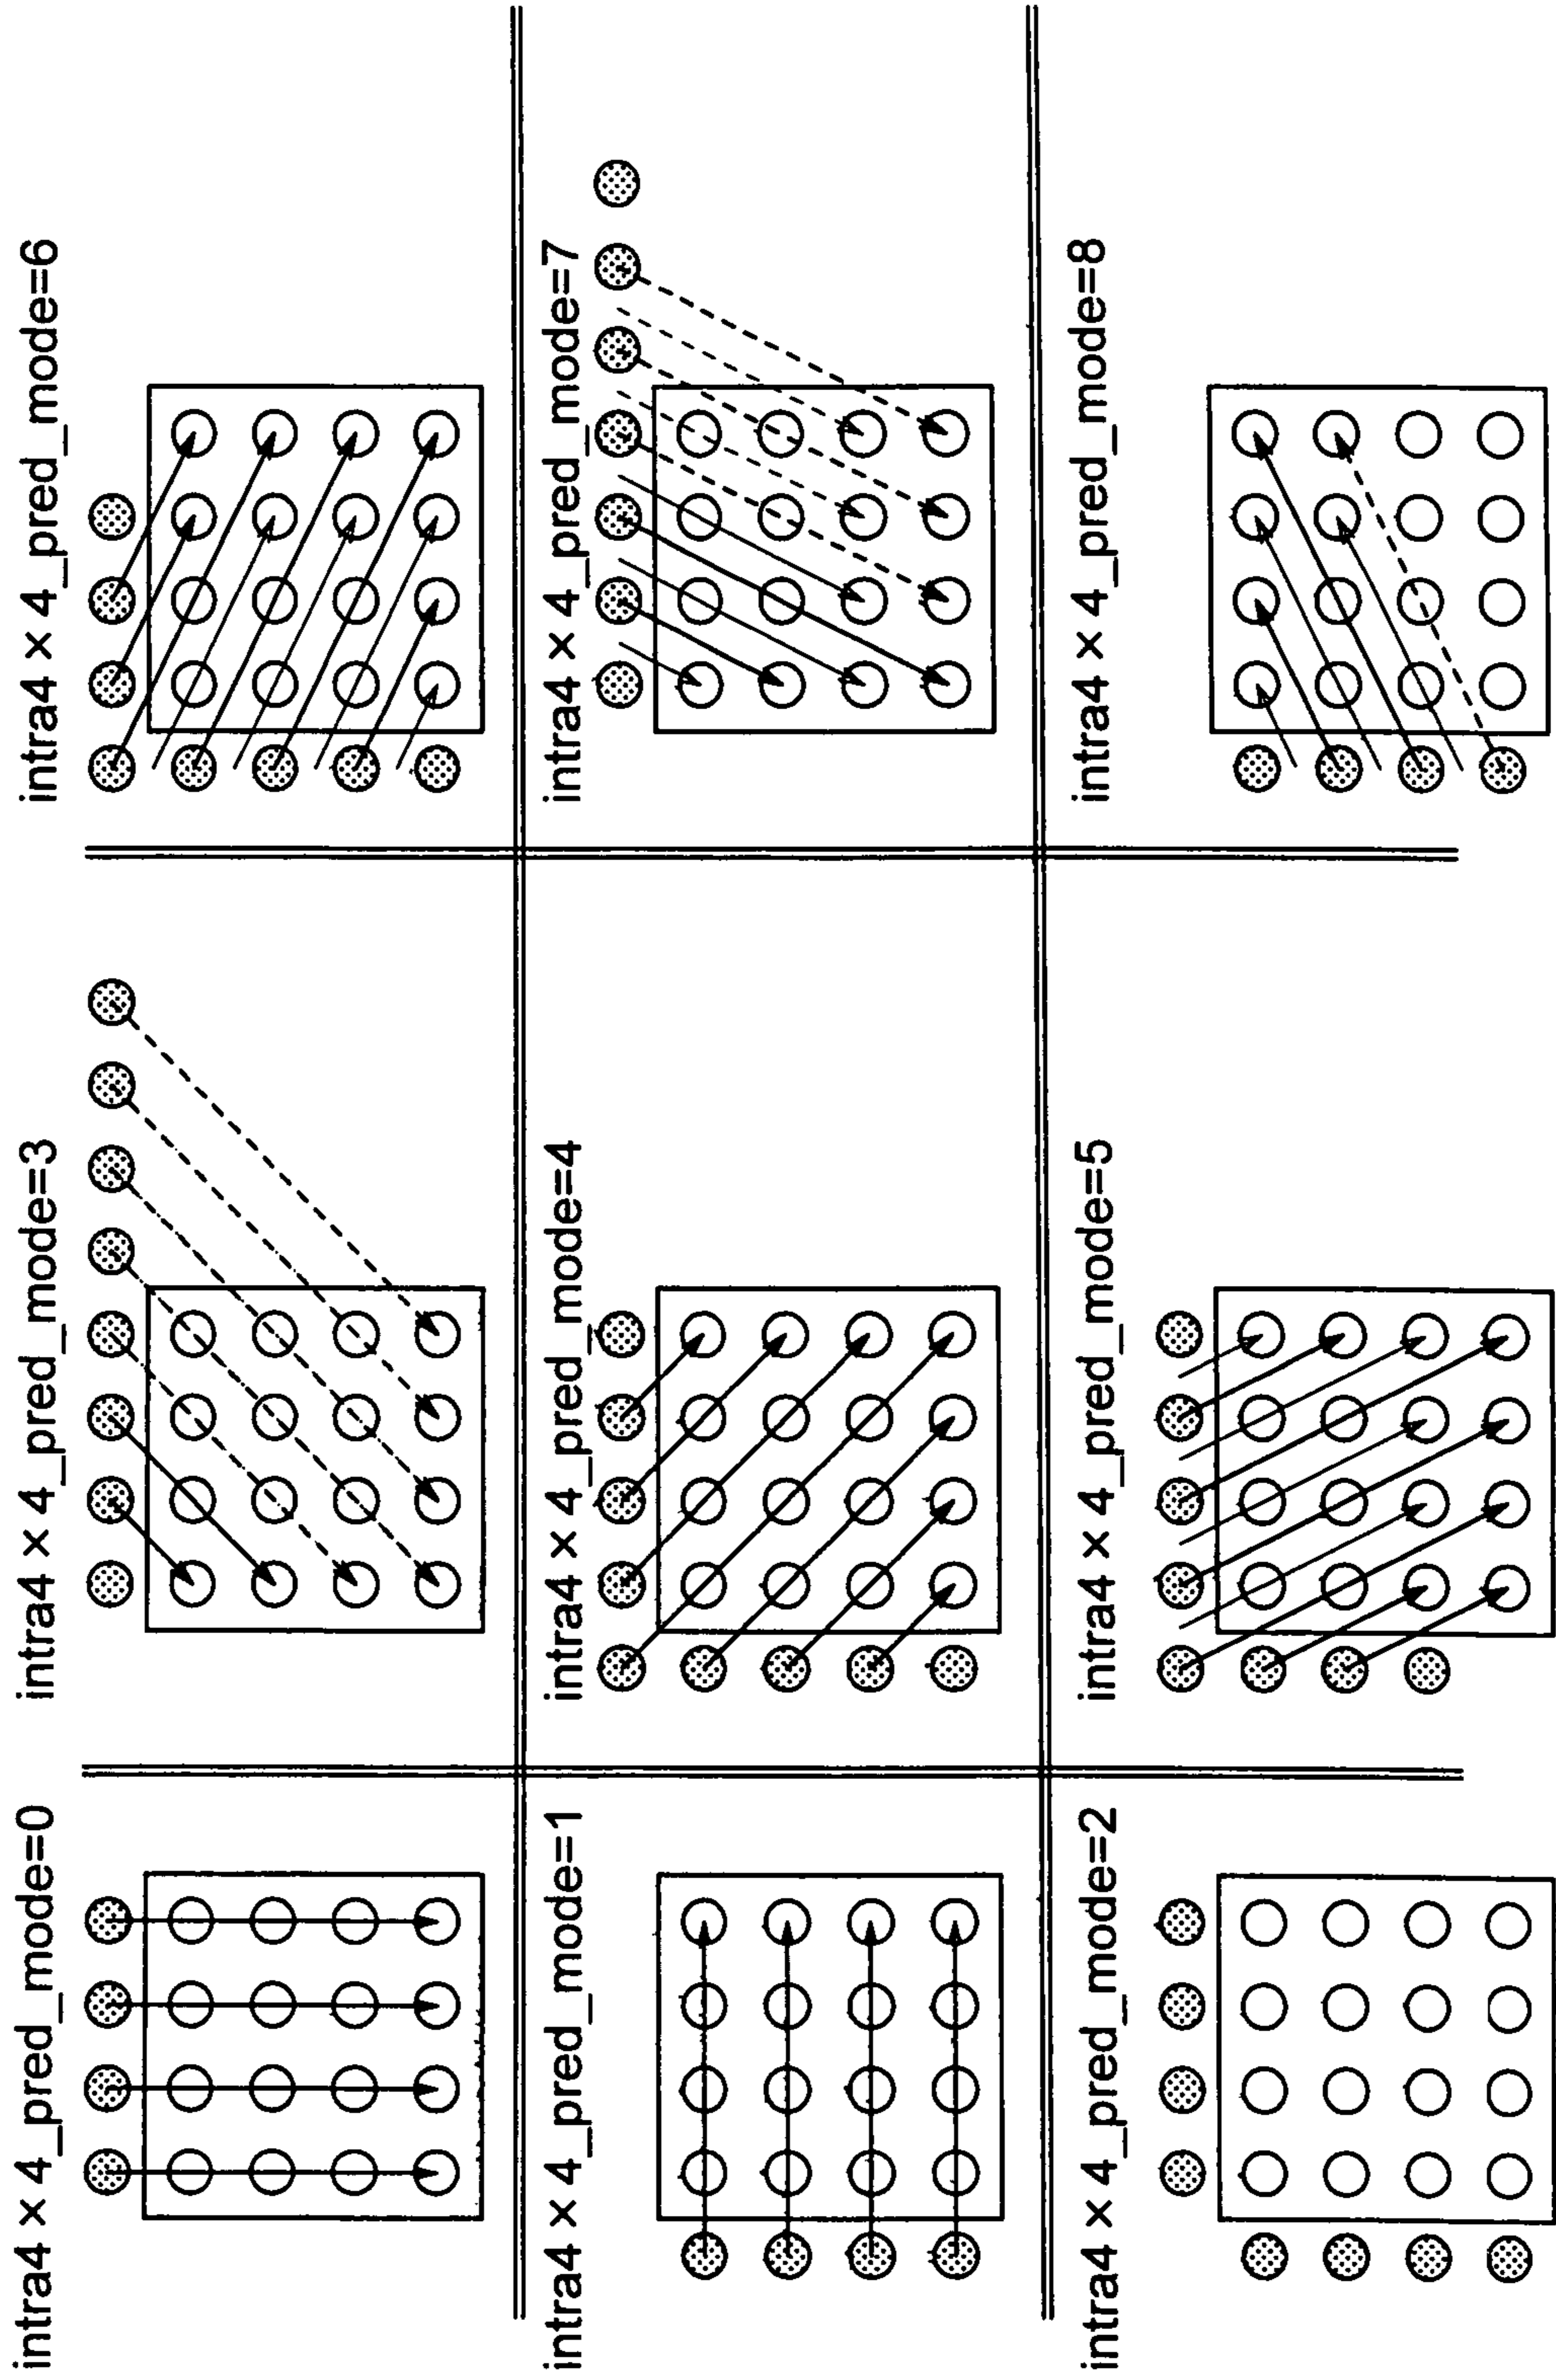 intra4×4_pred_mode=0
intra4×4_pred_mode=3
intra4×4_pred_mode=6
intra4×4_pred_mode=1
intra4×4_pred_mode=4
intra4×4_pred_mode=7
intra4×4_pred_mode=2
intra4×4_pred_mode=5
intra4×4_pred_mode=8